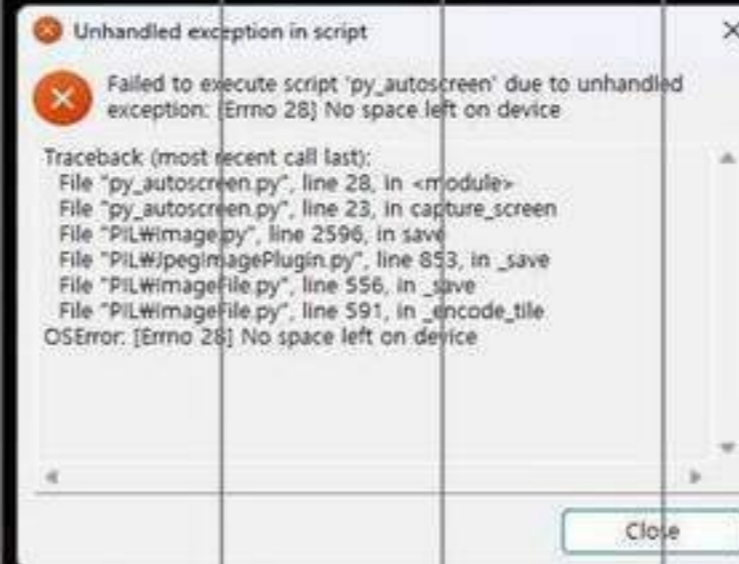 Unhandled exception in script
Failed to execute script 'py_autoscreen' due to unhandled
exception: [Errno 28] No space left on device
Traceback (most recent call last):
File "py_autoscreen.py", line 28, in <module>
File "py_autoscreen.py", line 23, in capture_screen
File "PIL₩Image.py", line 2596, in save
File "PIL₩JpegImagePlugin.py", line 853, in _save
File "PIL₩ImageFile.py", line 556, in _save
File "PIL₩ImageFile.py", line 591, in _encode_tile
OSError: [Errno 28] No space left on device
Close